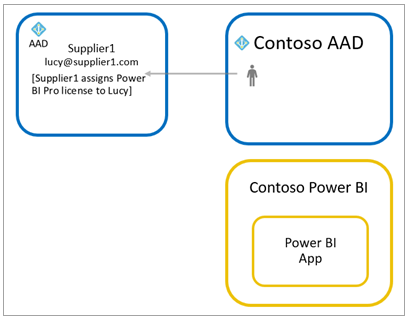 AAD
Supplier1
lucy@supplier1.com
[Supplier1 assigns Power
BI Pro license to Lucy]
Contoso AAD
Contoso Power BI
Power BI
App